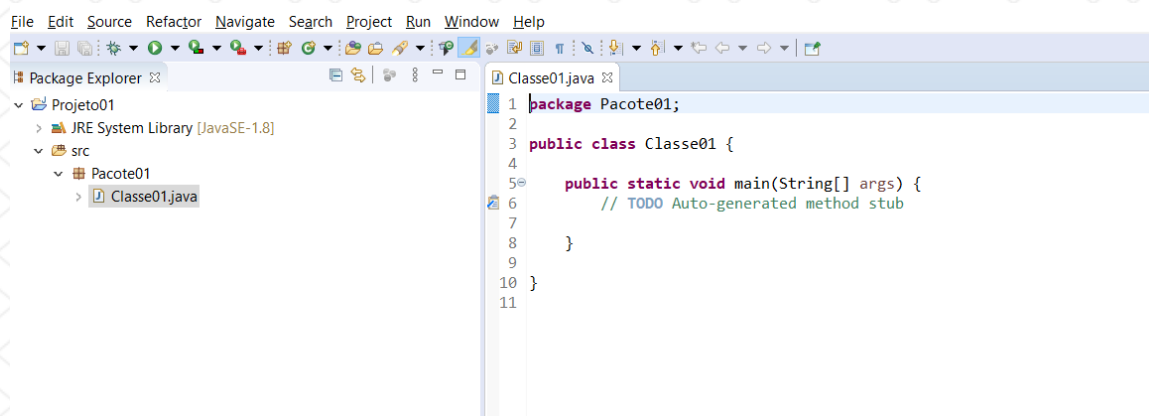 File Edit Source Refactor Navigate Search Project Run Window Help
Package Explorer
Projeto01
JRE System Library [JavaSE-1.8]
src
Pacote01
Classe01.java
Classe01.java
1 package Pacote01;
2
3 public class Classe01 {
4
5 public static void main(String[] args) {
6 // TODO Auto-generated method stub
7
8 }
9
10 }
11